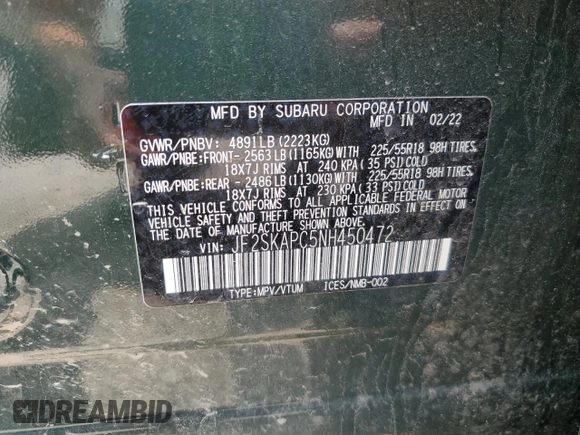 MFD BY SUBARU CORPORATION
MFD IN 02/22
GVWR/PNBV: 4891LB(2223KG)
GAWR/PNBE:FRONT- 2563LB(1165KG)WITH 225/55R18 98H TIRES,
18X7J RIMS AT 240 KPA(35 PSI)COLD
GAWR/PNBE:REAR - 2486LB(1130KG)WITH 225/55R18 98H TIRES,
18X7J RIMS AT 230 KPA(33 PSI)COLD
THIS VEHICLE CONFORMS TO ALL APPLICABLE FEDERAL MOTOR
VEHICLE SAFETY AND THEFT PREVENTION STANDARDS IN EFFECT ON
THE DATE OF MANUFACTURE SHOWN ABOVE.
VIN: JF2SKAPC5NH450472
TYPE:MPV/VTUM ICES/NMB-002
DREAMBID